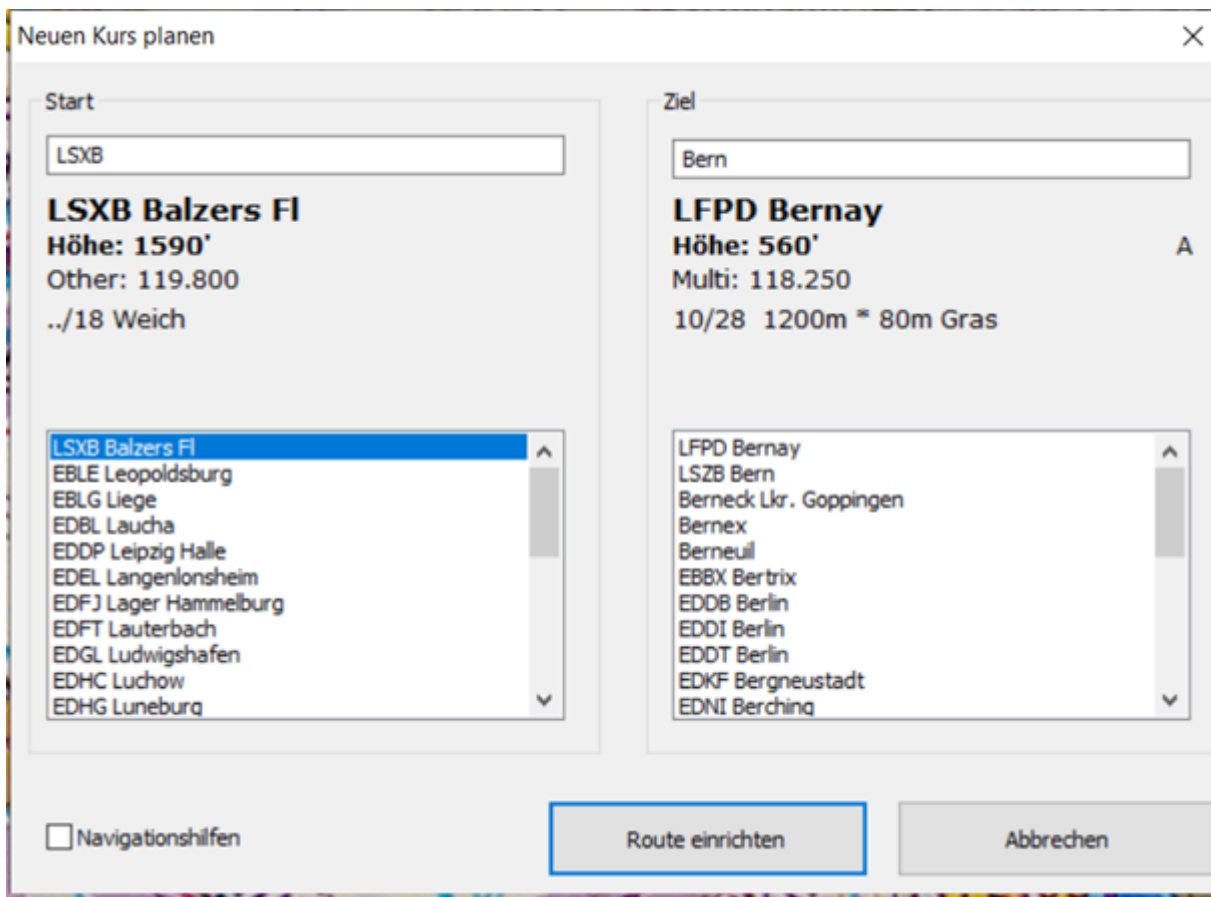 Neuen Kurs planen
Start
LSXB
LSXB Balzers Fl
Höhe: 1590'
Other: 119.800
../18 Weich
LSXB Balzers Fl
EBLE Leopoldsburg
EBLG Liege
EDBL Laucha
EDDP Leipzig Halle
EDEL Langenlonsheim
EDFJ Lager Hammelburg
EDFT Lauterbach
EDGL Ludwigshafen
EDHC Luchow
EDHG Luneburg
Ziel
Bern
LFPD Bernay
Höhe: 560'
A
Multi: 118.250
10/28 1200m * 80m Gras
LFPD Bernay
LSZB Bern
Berneck Lkr. Goppingen
Bernex
Berneuil
EBBX Bertrix
EDDB Berlin
EDDI Berlin
EDDT Berlin
EDKF Bergneustadt
EDNI Berching
Navigationshilfen
Route einrichten
Abbrechen